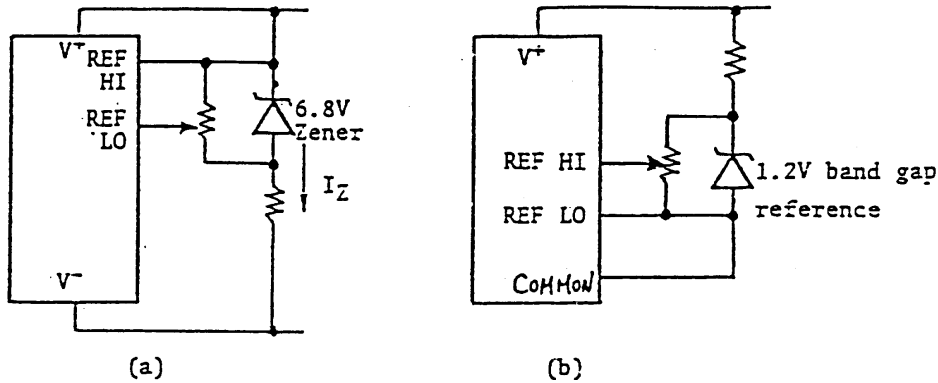 V+
REF
HI
REF
LO
6.8V
Zener
IZ
V-
(a)
V+
REF HI
1.2V band gap
REF LO
reference
COMMON
(b)